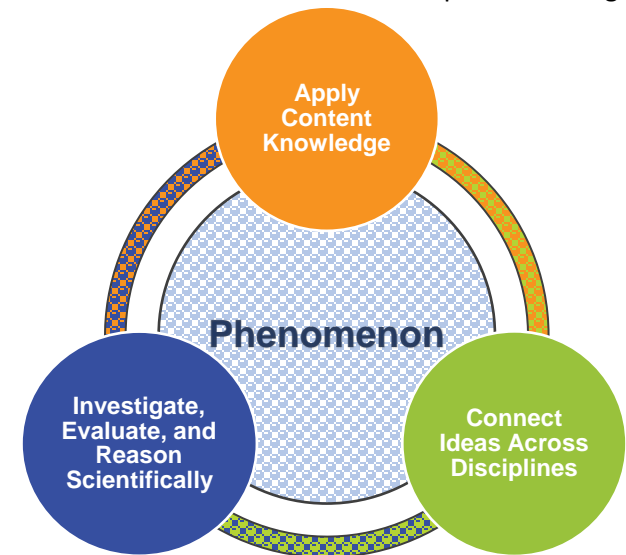 Apply
Content
Knowledge
Phenomenon
Investigate,
Evaluate, and
Reason
Scientifically
Connect
Ideas Across
Disciplines